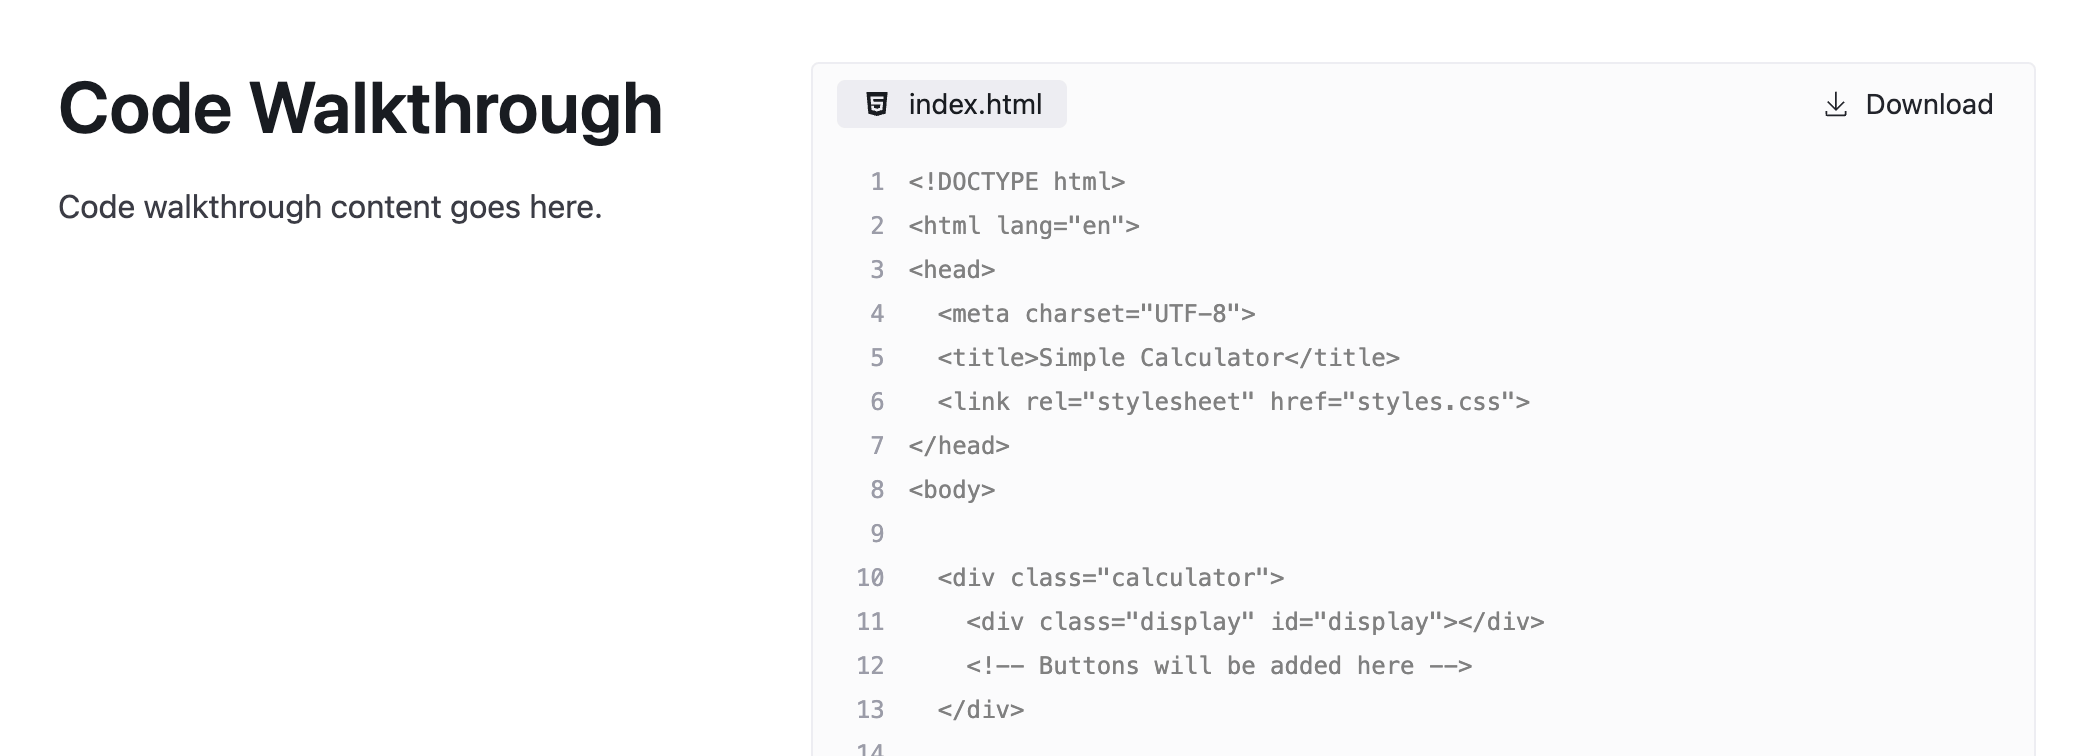 Code Walkthrough
Code walkthrough content goes here.
index.html
Download
1 <!DOCTYPE html>
2 <html lang="en">
3 <head>
4   <meta charset="UTF-8">
5   <title>Simple Calculator</title>
6   <link rel="stylesheet" href="styles.css">
7 </head>
8 <body>
9
10   <div class="calculator">
11     <div class="display" id="display"></div>
12     <!-- Buttons will be added here -->
13   </div>
14